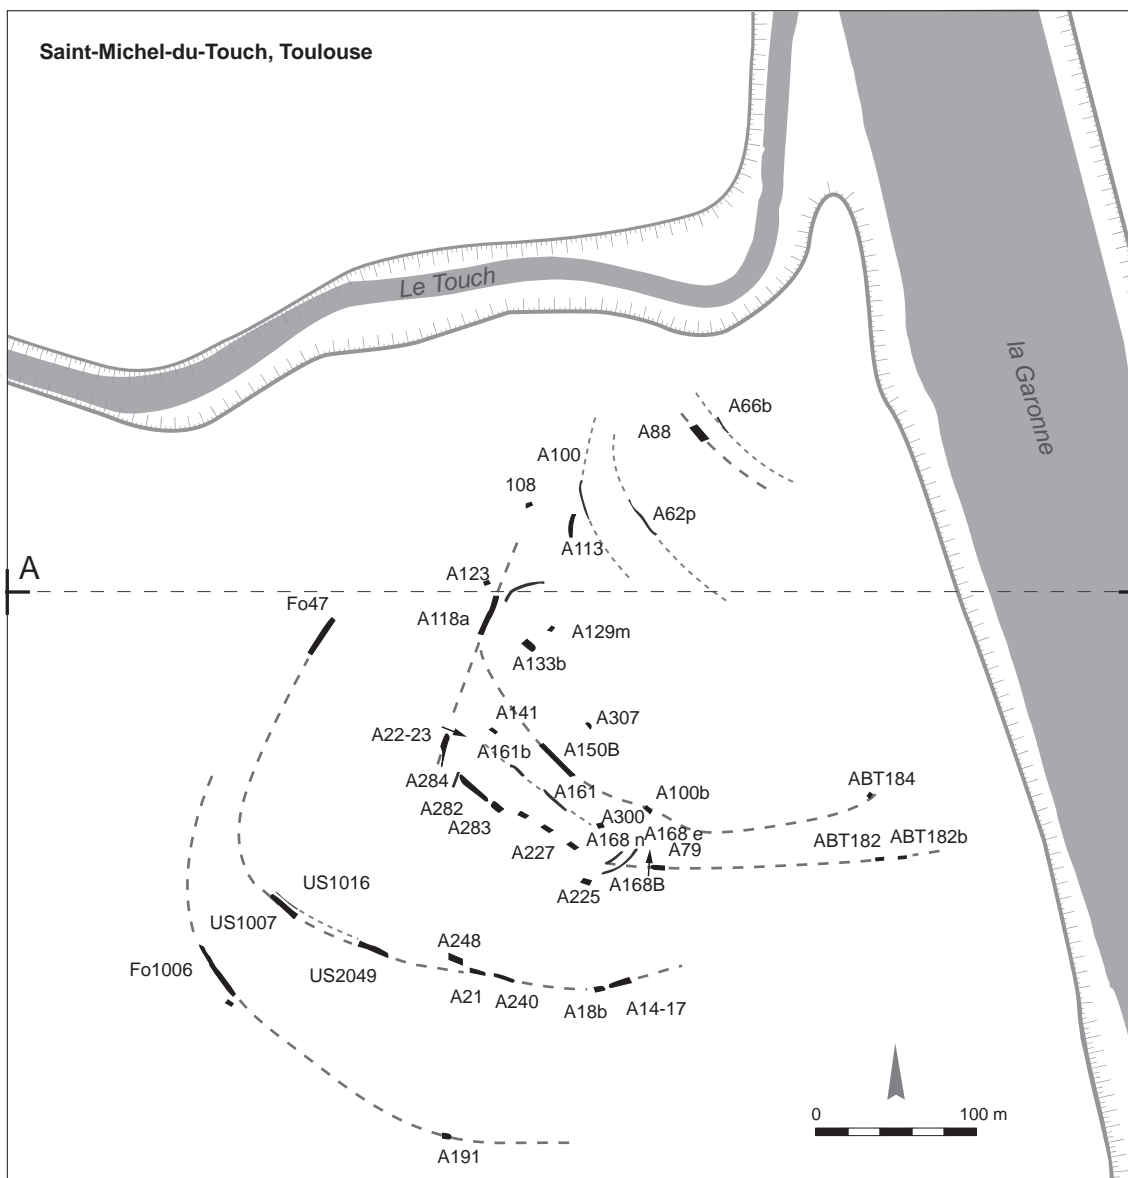 Saint-Michel-du-Touch, Toulouse
Le Touch
la Garonne
A66b
A88
A100
108
A62p
A113
A
A123
Fo47
A118a
A129m
A133b
A141
A307
A22-23
A161b
A150B
A284
A161
A100b
ABT184
A282
A300
A283
A168 n
A168 e
A227
A79
ABT182
ABT182b
A168B
A225
US1016
US1007
A248
Fo1006
US2049
A21
A240
A18b
A14-17
0
100 m
A191